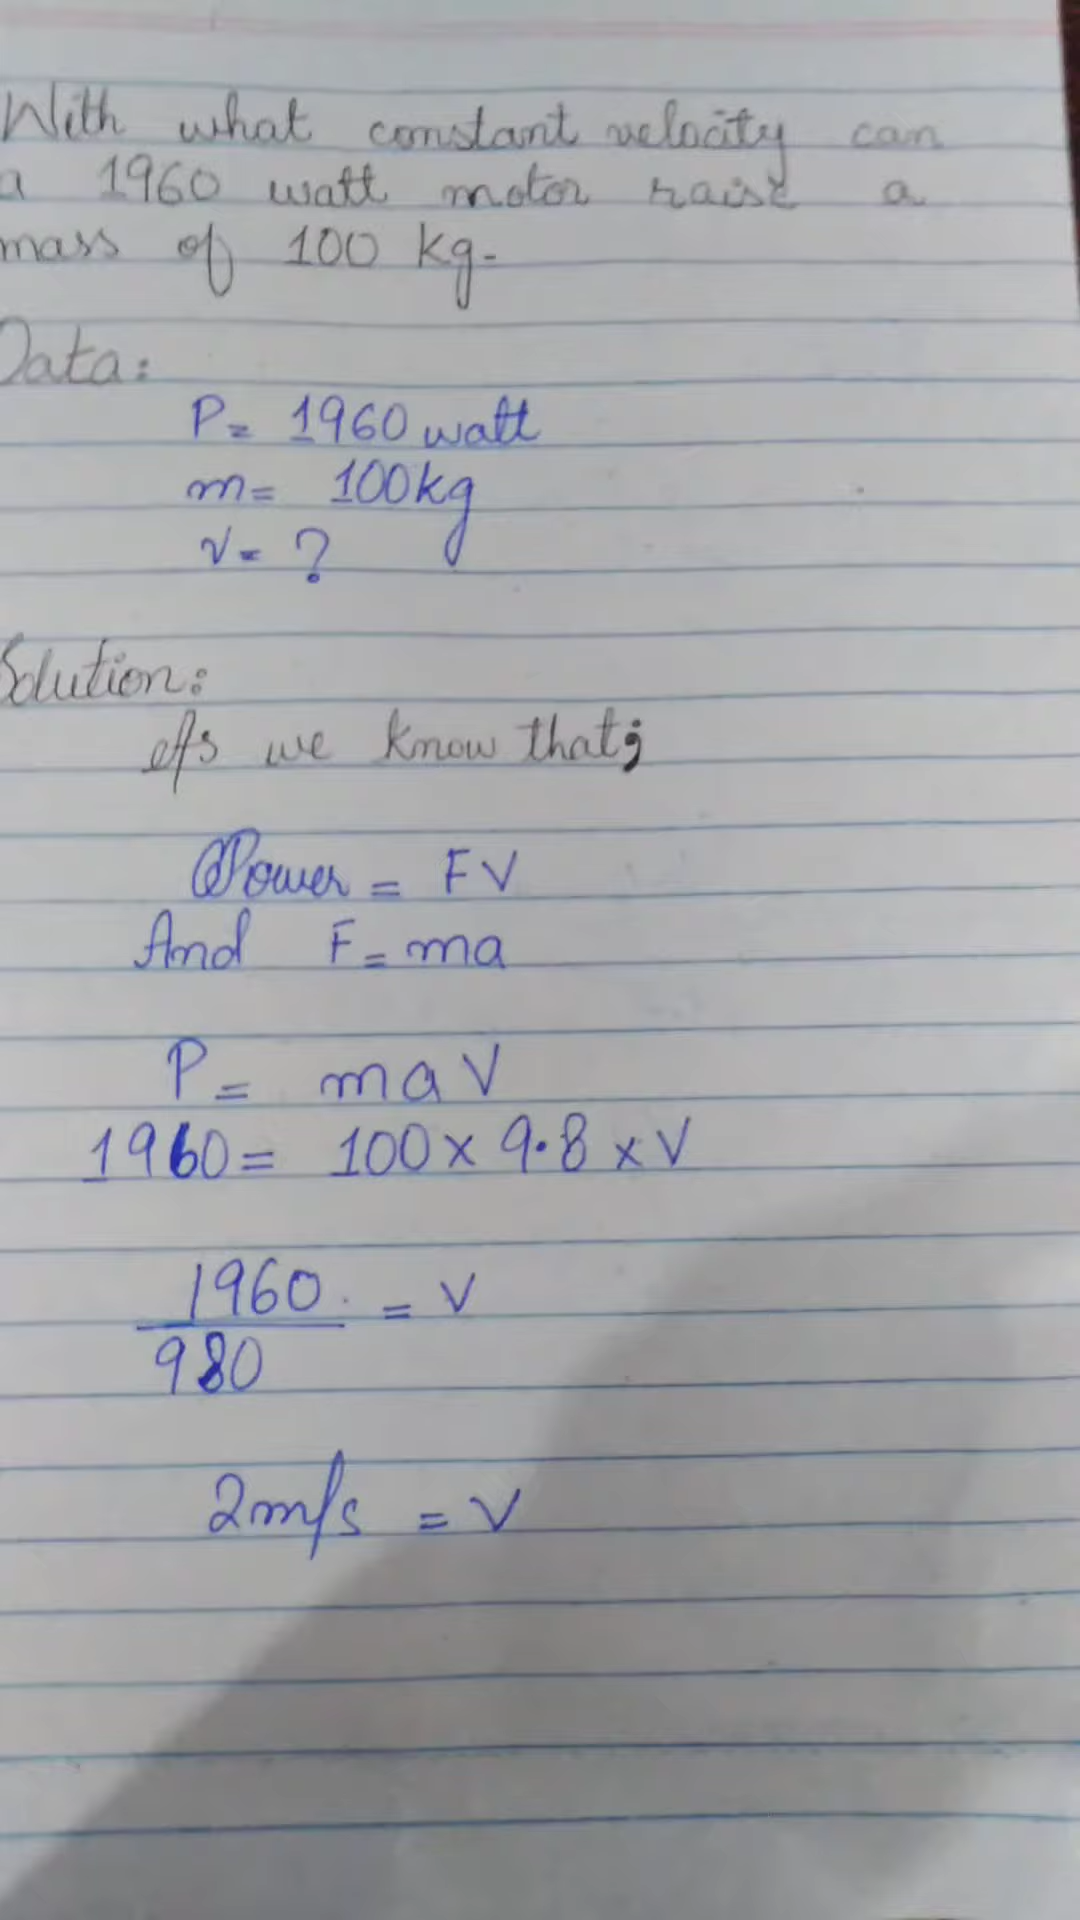 With what constant velocity can
a 1960 watt motor raise a
mass of 100 kg.
Data:
P = 1960 watt
m = 100kg
v = ?
Solution:
As we know that;
Power = FV
And F = ma
P = maV
1960 = 100 x 9.8 x V
1960 = V
980
2m/s = V